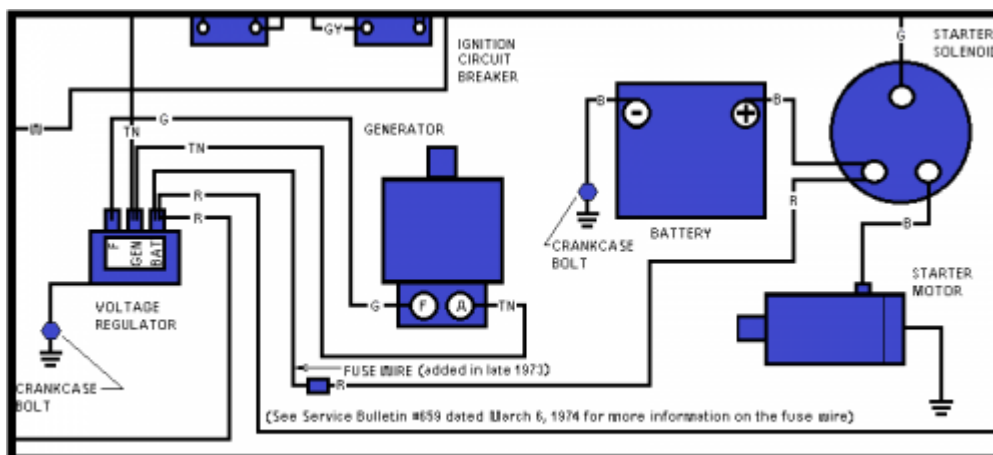 GY
IGNITION
CIRCUIT
BREAKER
G
STARTER
SOLENOID
W
TN
G
TN
R
R
F
GEN
BAT
VOLTAGE
REGULATOR
CRANKCASE
BOLT
GENERATOR
G
F
A
TN
B
-
+
B
CRANKCASE
BOLT
BATTERY
R
B
STARTER
MOTOR
FUSE WIRE (added in late 1973)
R
(See Service Bulletin #659 dated March 6, 1974 for more information on the fuse wire)